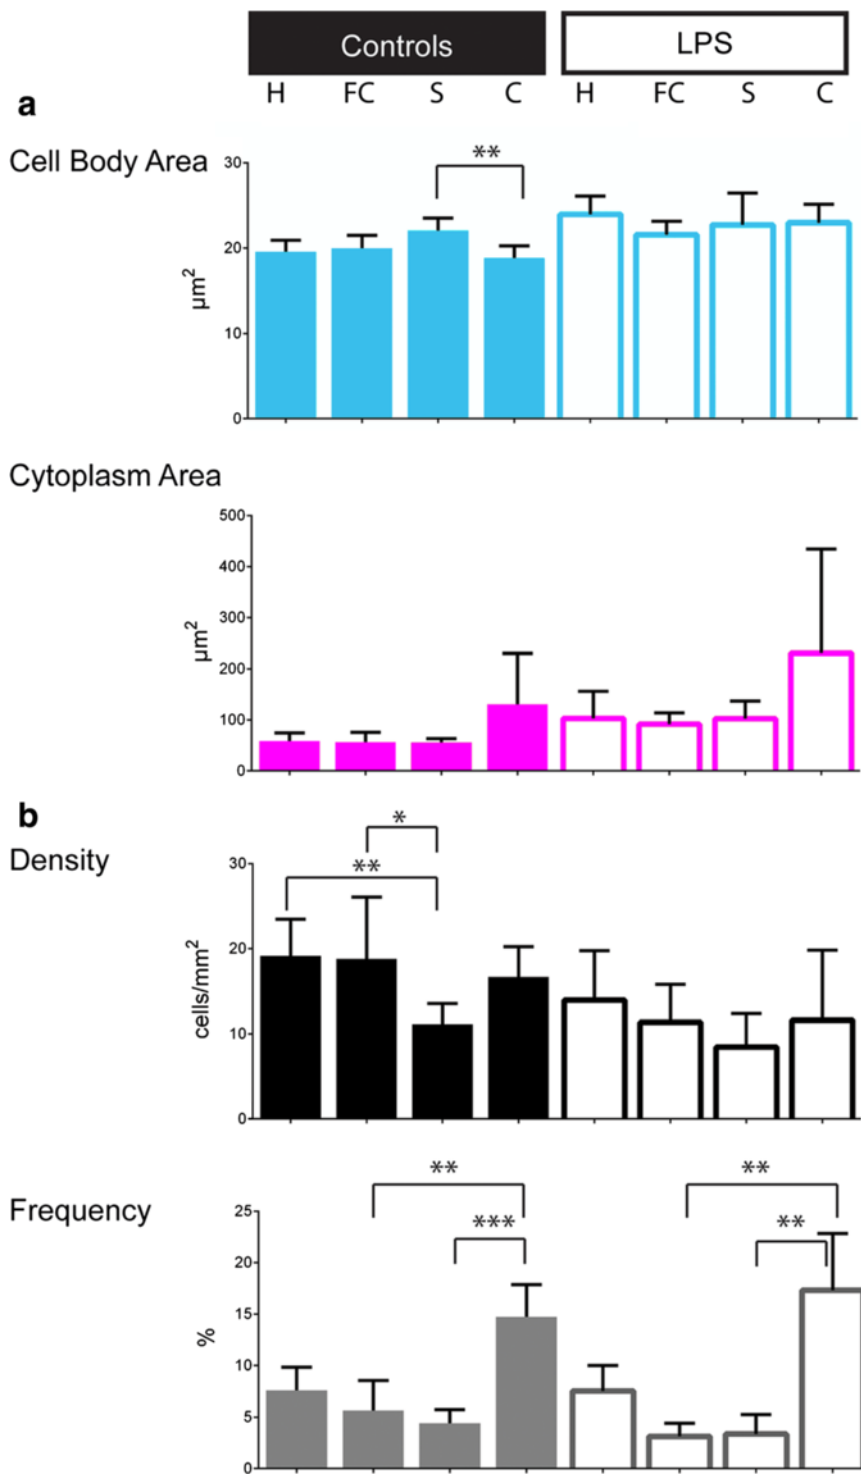 Controls LPS
H FC S C H FC S C
a
Cell Body Area
**
30
20
10
0
µm²
Cytoplasm Area
500
400
300
200
100
0
µm²
b
Density
*
**
30
20
10
0
cells/mm²
Frequency
** **
*** **
25
20
15
10
5
0
%